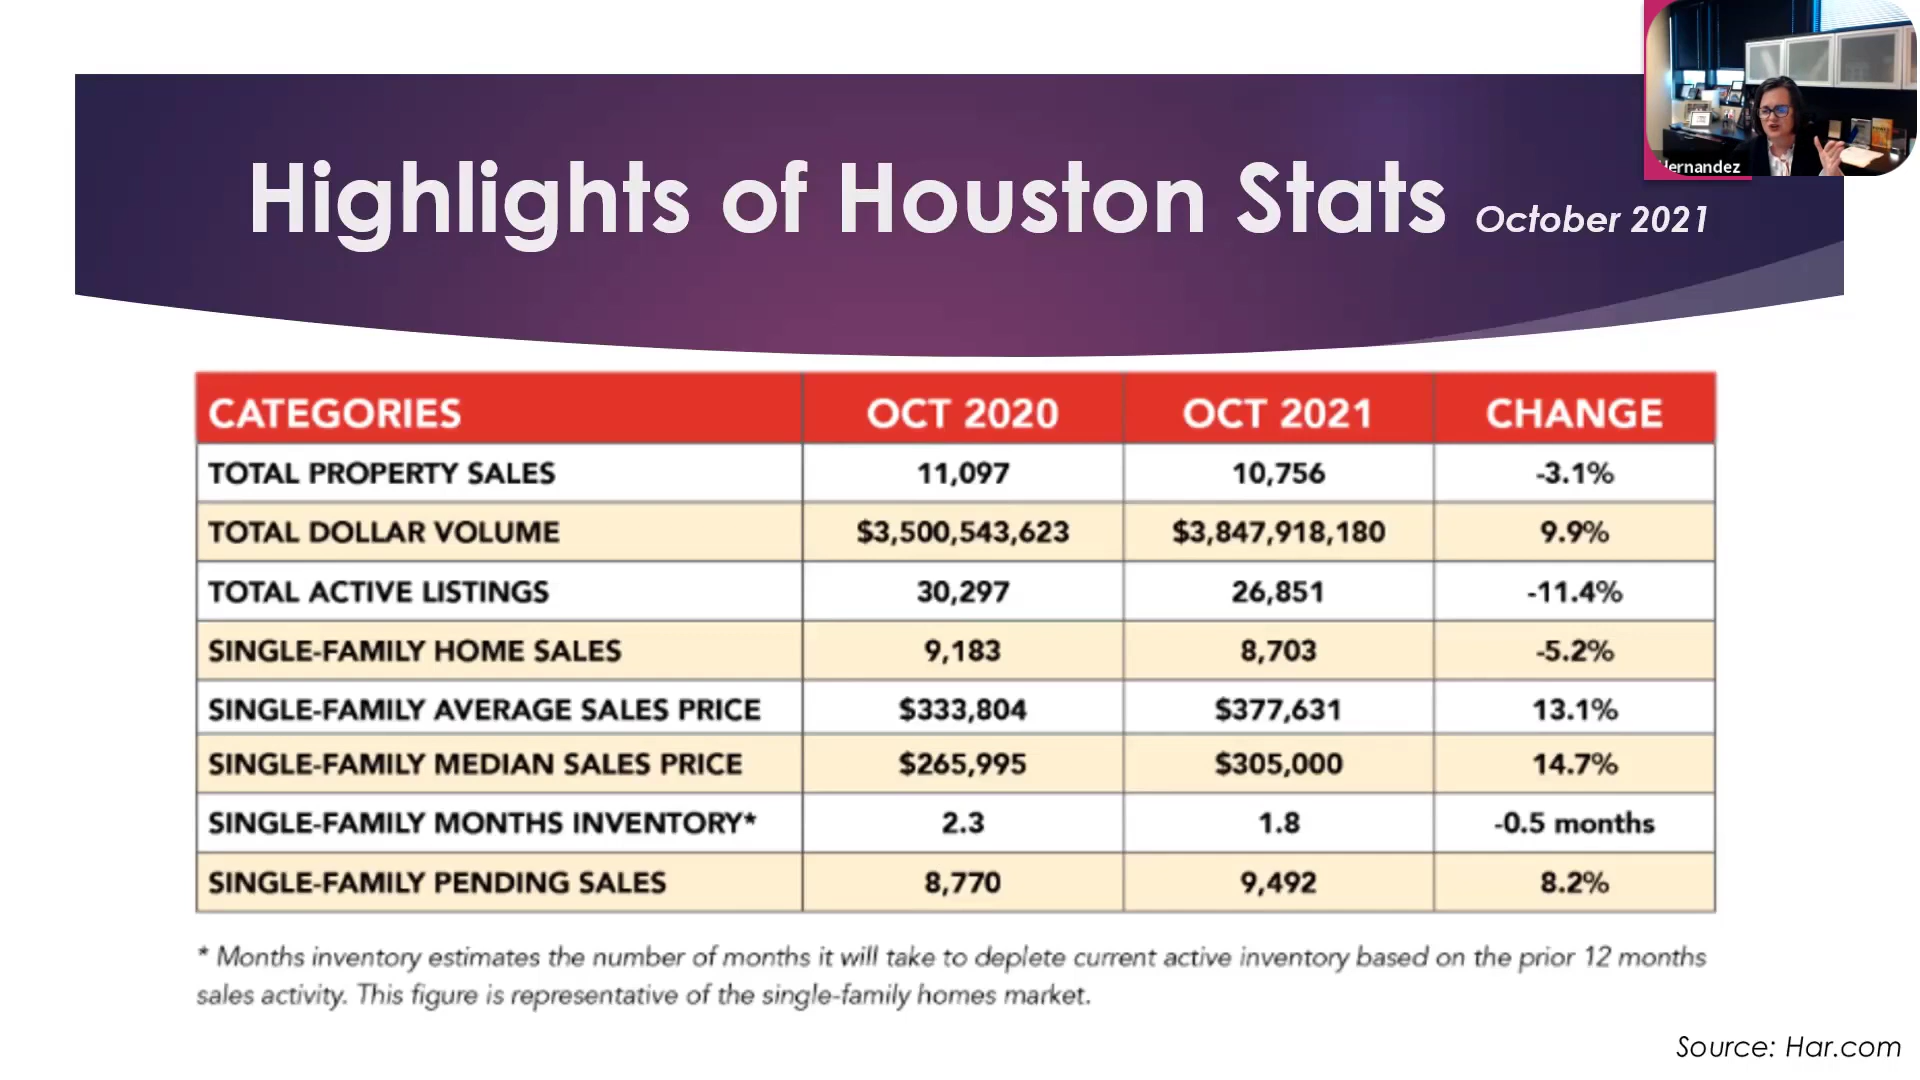 Highlights of Houston Stats October 2021
ernandez
CATEGORIES OCT 2020 OCT 2021 CHANGE
TOTAL PROPERTY SALES 11,097 10,756 -3.1%
TOTAL DOLLAR VOLUME $3,500,543,623 $3,847,918,180 9.9%
TOTAL ACTIVE LISTINGS 30,297 26,851 -11.4%
SINGLE-FAMILY HOME SALES 9,183 8,703 -5.2%
SINGLE-FAMILY AVERAGE SALES PRICE $333,804 $377,631 13.1%
SINGLE-FAMILY MEDIAN SALES PRICE $265,995 $305,000 14.7%
SINGLE-FAMILY MONTHS INVENTORY* 2.3 1.8 -0.5 months
SINGLE-FAMILY PENDING SALES 8,770 9,492 8.2%
* Months inventory estimates the number of months it will take to deplete current active inventory based on the prior 12 months
sales activity. This figure is representative of the single-family homes market.
Source: Har.com